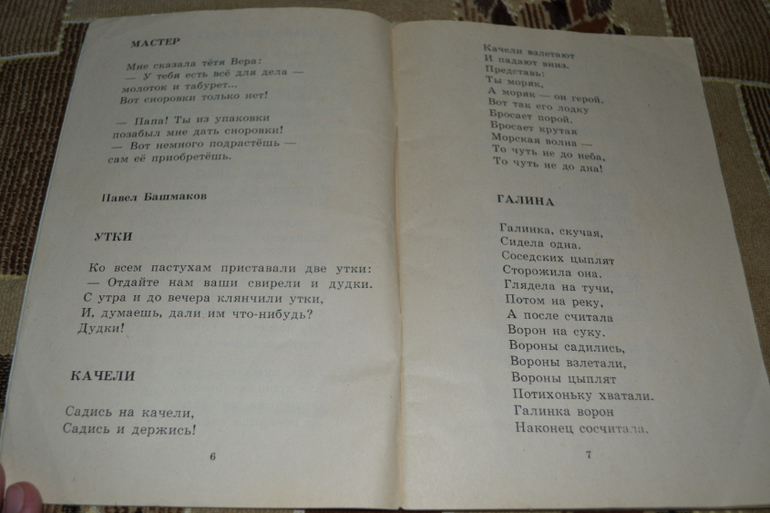 МАСТЕР
Мне сказала тётя Вера:
— У тебя есть всё для дела —
молоток и табурет...
Вот сноровки только нет!
— Папа! Ты из упаковки
позабыл мне дать сноровки!
— Вот немного подрастёшь —
сам её приобретёшь.
Павел Башмаков
УТКИ
Ко всем пастухам приставали две утки:
— Отдайте нам ваши свирели и дудки.
С утра и до вечера клянчили утки,
И, думаешь, дали им что-нибудь?
Дудки!
КАЧЕЛИ
Садись на качели,
Садись и держись!
6
Качели взлетают
И падают вниз.
Представь:
Ты моряк,
А моряк — он герой.
Вот так его лодку
Бросает порой.
Бросает крутая
Морская волна —
То чуть не до неба,
То чуть не до дна!
ГАЛИНА
Галинка, скучая,
Сидела одна.
Соседских цыплят
Сторожила она.
Глядела на тучи,
Потом на реку,
А после считала
Ворон на суку.
Вороны садились,
Вороны взлетали,
Вороны цыплят
Потихоньку хватали.
Галинка ворон
Наконец сосчитала.
7